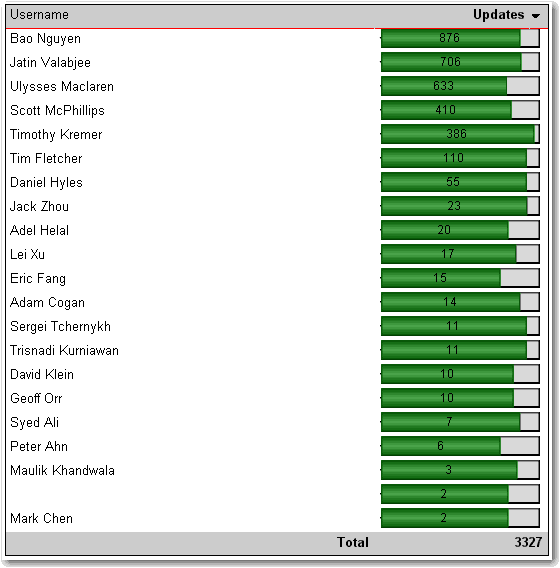 Username Updates
Bao Nguyen 876
Jatin Valabjee 706
Ulysses Maclaren 633
Scott McPhillips 410
Timothy Kremer 386
Tim Fletcher 110
Daniel Hyles 55
Jack Zhou 23
Adel Helal 20
Lei Xu 17
Eric Fang 15
Adam Cogan 14
Sergei Tchernykh 11
Trisnadi Kurniawan 11
David Klein 10
Geoff Orr 10
Syed Ali 7
Peter Ahn 6
Maulik Khandwala 3
2
Mark Chen 2
Total 3327